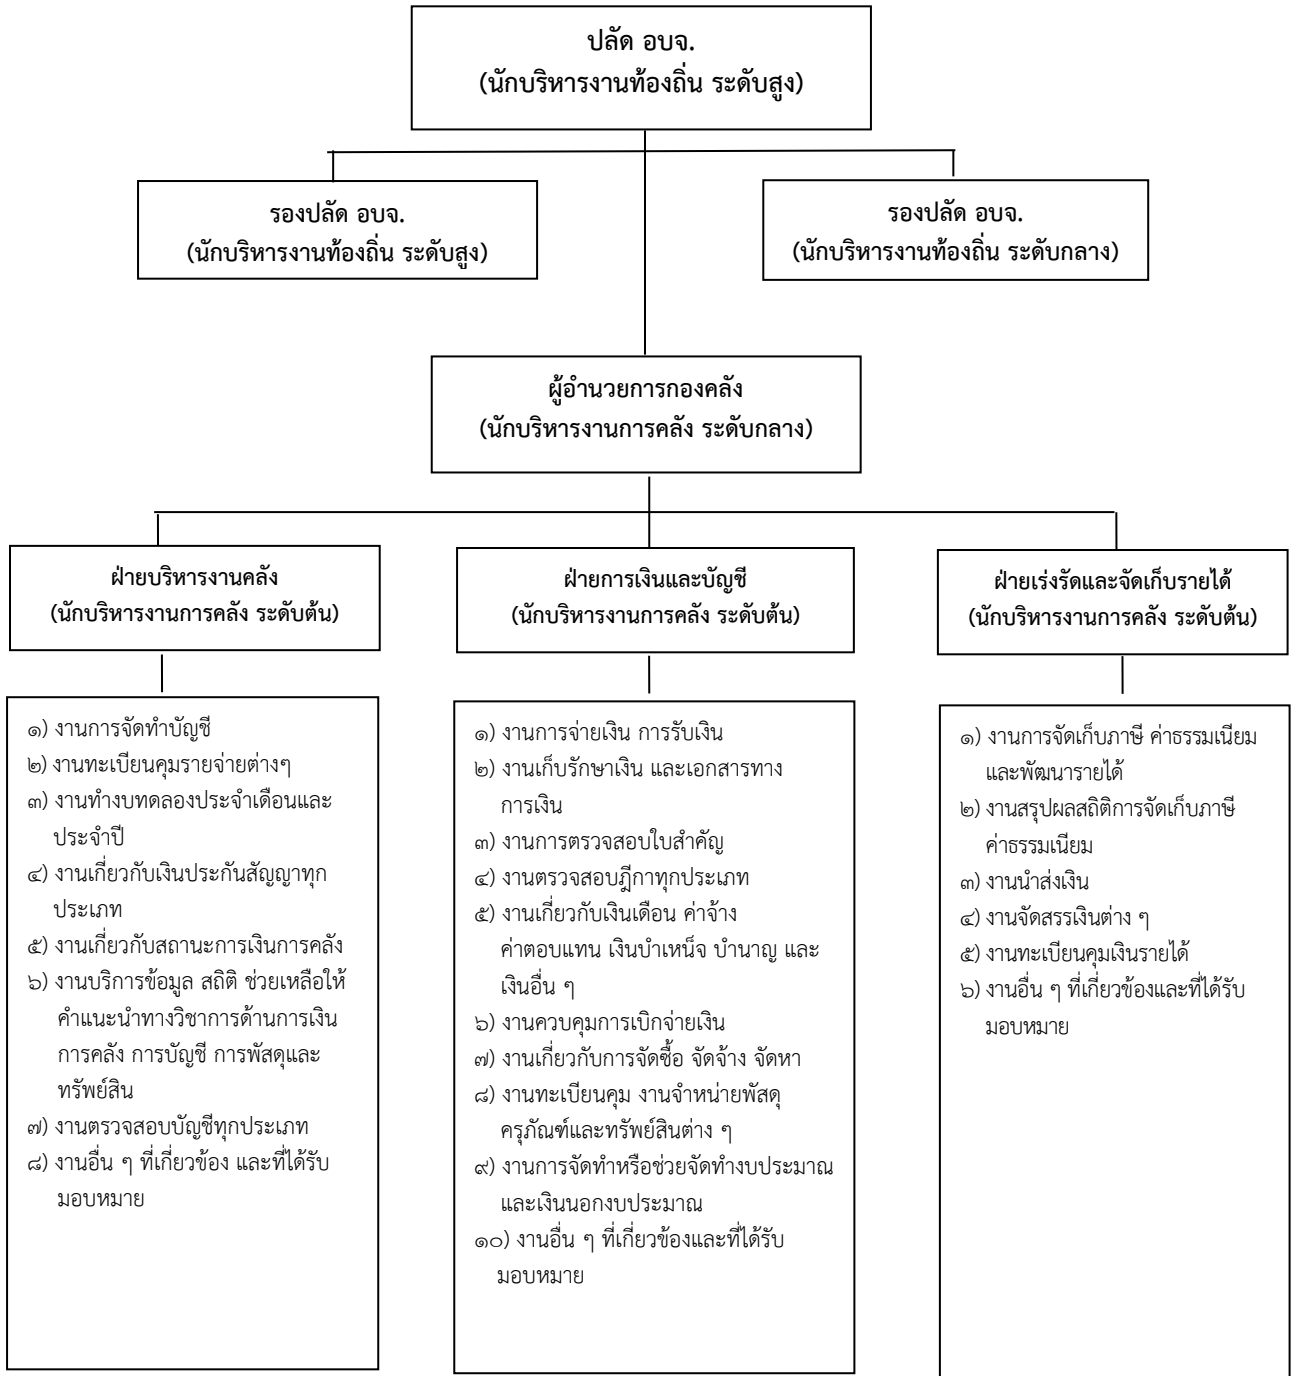 ปลัด อบจ.
(นักบริหารงานท้องถิ่น ระดับสูง)
รองปลัด อบจ.
(นักบริหารงานท้องถิ่น ระดับสูง)
รองปลัด อบจ.
(นักบริหารงานท้องถิ่น ระดับกลาง)
ผู้อำนวยการกองคลัง
(นักบริหารงานการคลัง ระดับกลาง)
ฝ่ายบริหารงานคลัง
(นักบริหารงานการคลัง ระดับต้น)
ฝ่ายการเงินและบัญชี
(นักบริหารงานการคลัง ระดับต้น)
ฝ่ายเร่งรัดและจัดเก็บรายได้
(นักบริหารงานการคลัง ระดับต้น)
๑) งานการจัดทำบัญชี
๒) งานทะเบียนคุมรายจ่ายต่างๆ
๓) งานทำงบทดลองประจำเดือนและ
ประจำปี
๔) งานเกี่ยวกับเงินประกันสัญญาทุก
ประเภท
๕) งานเกี่ยวกับสถานะการเงินการคลัง
๖) งานบริการข้อมูล สถิติ ช่วยเหลือให้
คำแนะนำทางวิชาการด้านการเงิน
การคลัง การบัญชี การพัสดุและ
ทรัพย์สิน
๗) งานตรวจสอบบัญชีทุกประเภท
๘) งานอื่น ๆ ที่เกี่ยวข้อง และที่ได้รับ
มอบหมาย
๑) งานการจ่ายเงิน การรับเงิน
๒) งานเก็บรักษาเงิน และเอกสารทาง
การเงิน
๓) งานการตรวจสอบใบสำคัญ
๔) งานตรวจสอบฎีกาทุกประเภท
๕) งานเกี่ยวกับเงินเดือน ค่าจ้าง
ค่าตอบแทน เงินบำเหน็จ บำนาญ และ
เงินอื่น ๆ
๖) งานควบคุมการเบิกจ่ายเงิน
๗) งานเกี่ยวกับการจัดซื้อ จัดจ้าง จัดหา
๘) งานทะเบียนคุม งานจำหน่ายพัสดุ
ครุภัณฑ์และทรัพย์สินต่าง ๆ
๙) งานการจัดทำหรือช่วยจัดทำงบประมาณ
และเงินนอกงบประมาณ
๑๐) งานอื่น ๆ ที่เกี่ยวข้องและที่ได้รับ
มอบหมาย
๑) งานการจัดเก็บภาษี ค่าธรรมเนียม
และพัฒนารายได้
๒) งานสรุปผลสถิติการจัดเก็บภาษี
ค่าธรรมเนียม
๓) งานนำส่งเงิน
๔) งานจัดสรรเงินต่าง ๆ
๕) งานทะเบียนคุมเงินรายได้
๖) งานอื่น ๆ ที่เกี่ยวข้องและที่ได้รับ
มอบหมาย